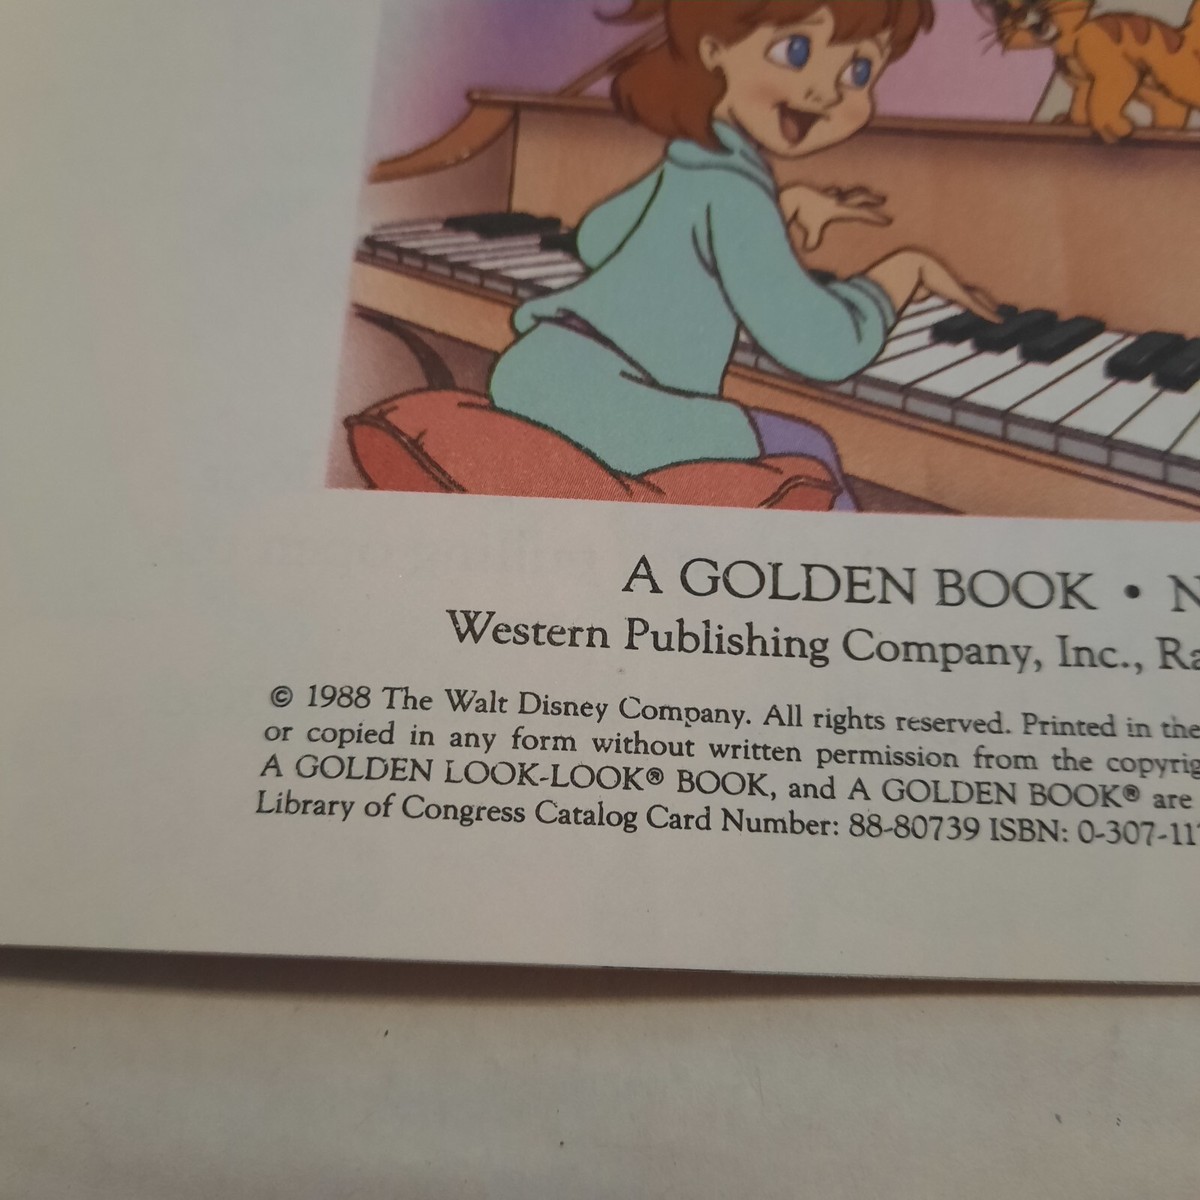 A GOLDEN BOOK • N
Western Publishing Company, Inc., Ra
© 1988 The Walt Disney Company. All rights reserved. Printed in the
or copied in any form without written permission from the copyrig
A GOLDEN LOOK-LOOK® BOOK, and A GOLDEN BOOK® are
Library of Congress Catalog Card Number: 88-80739 ISBN: 0-307-117